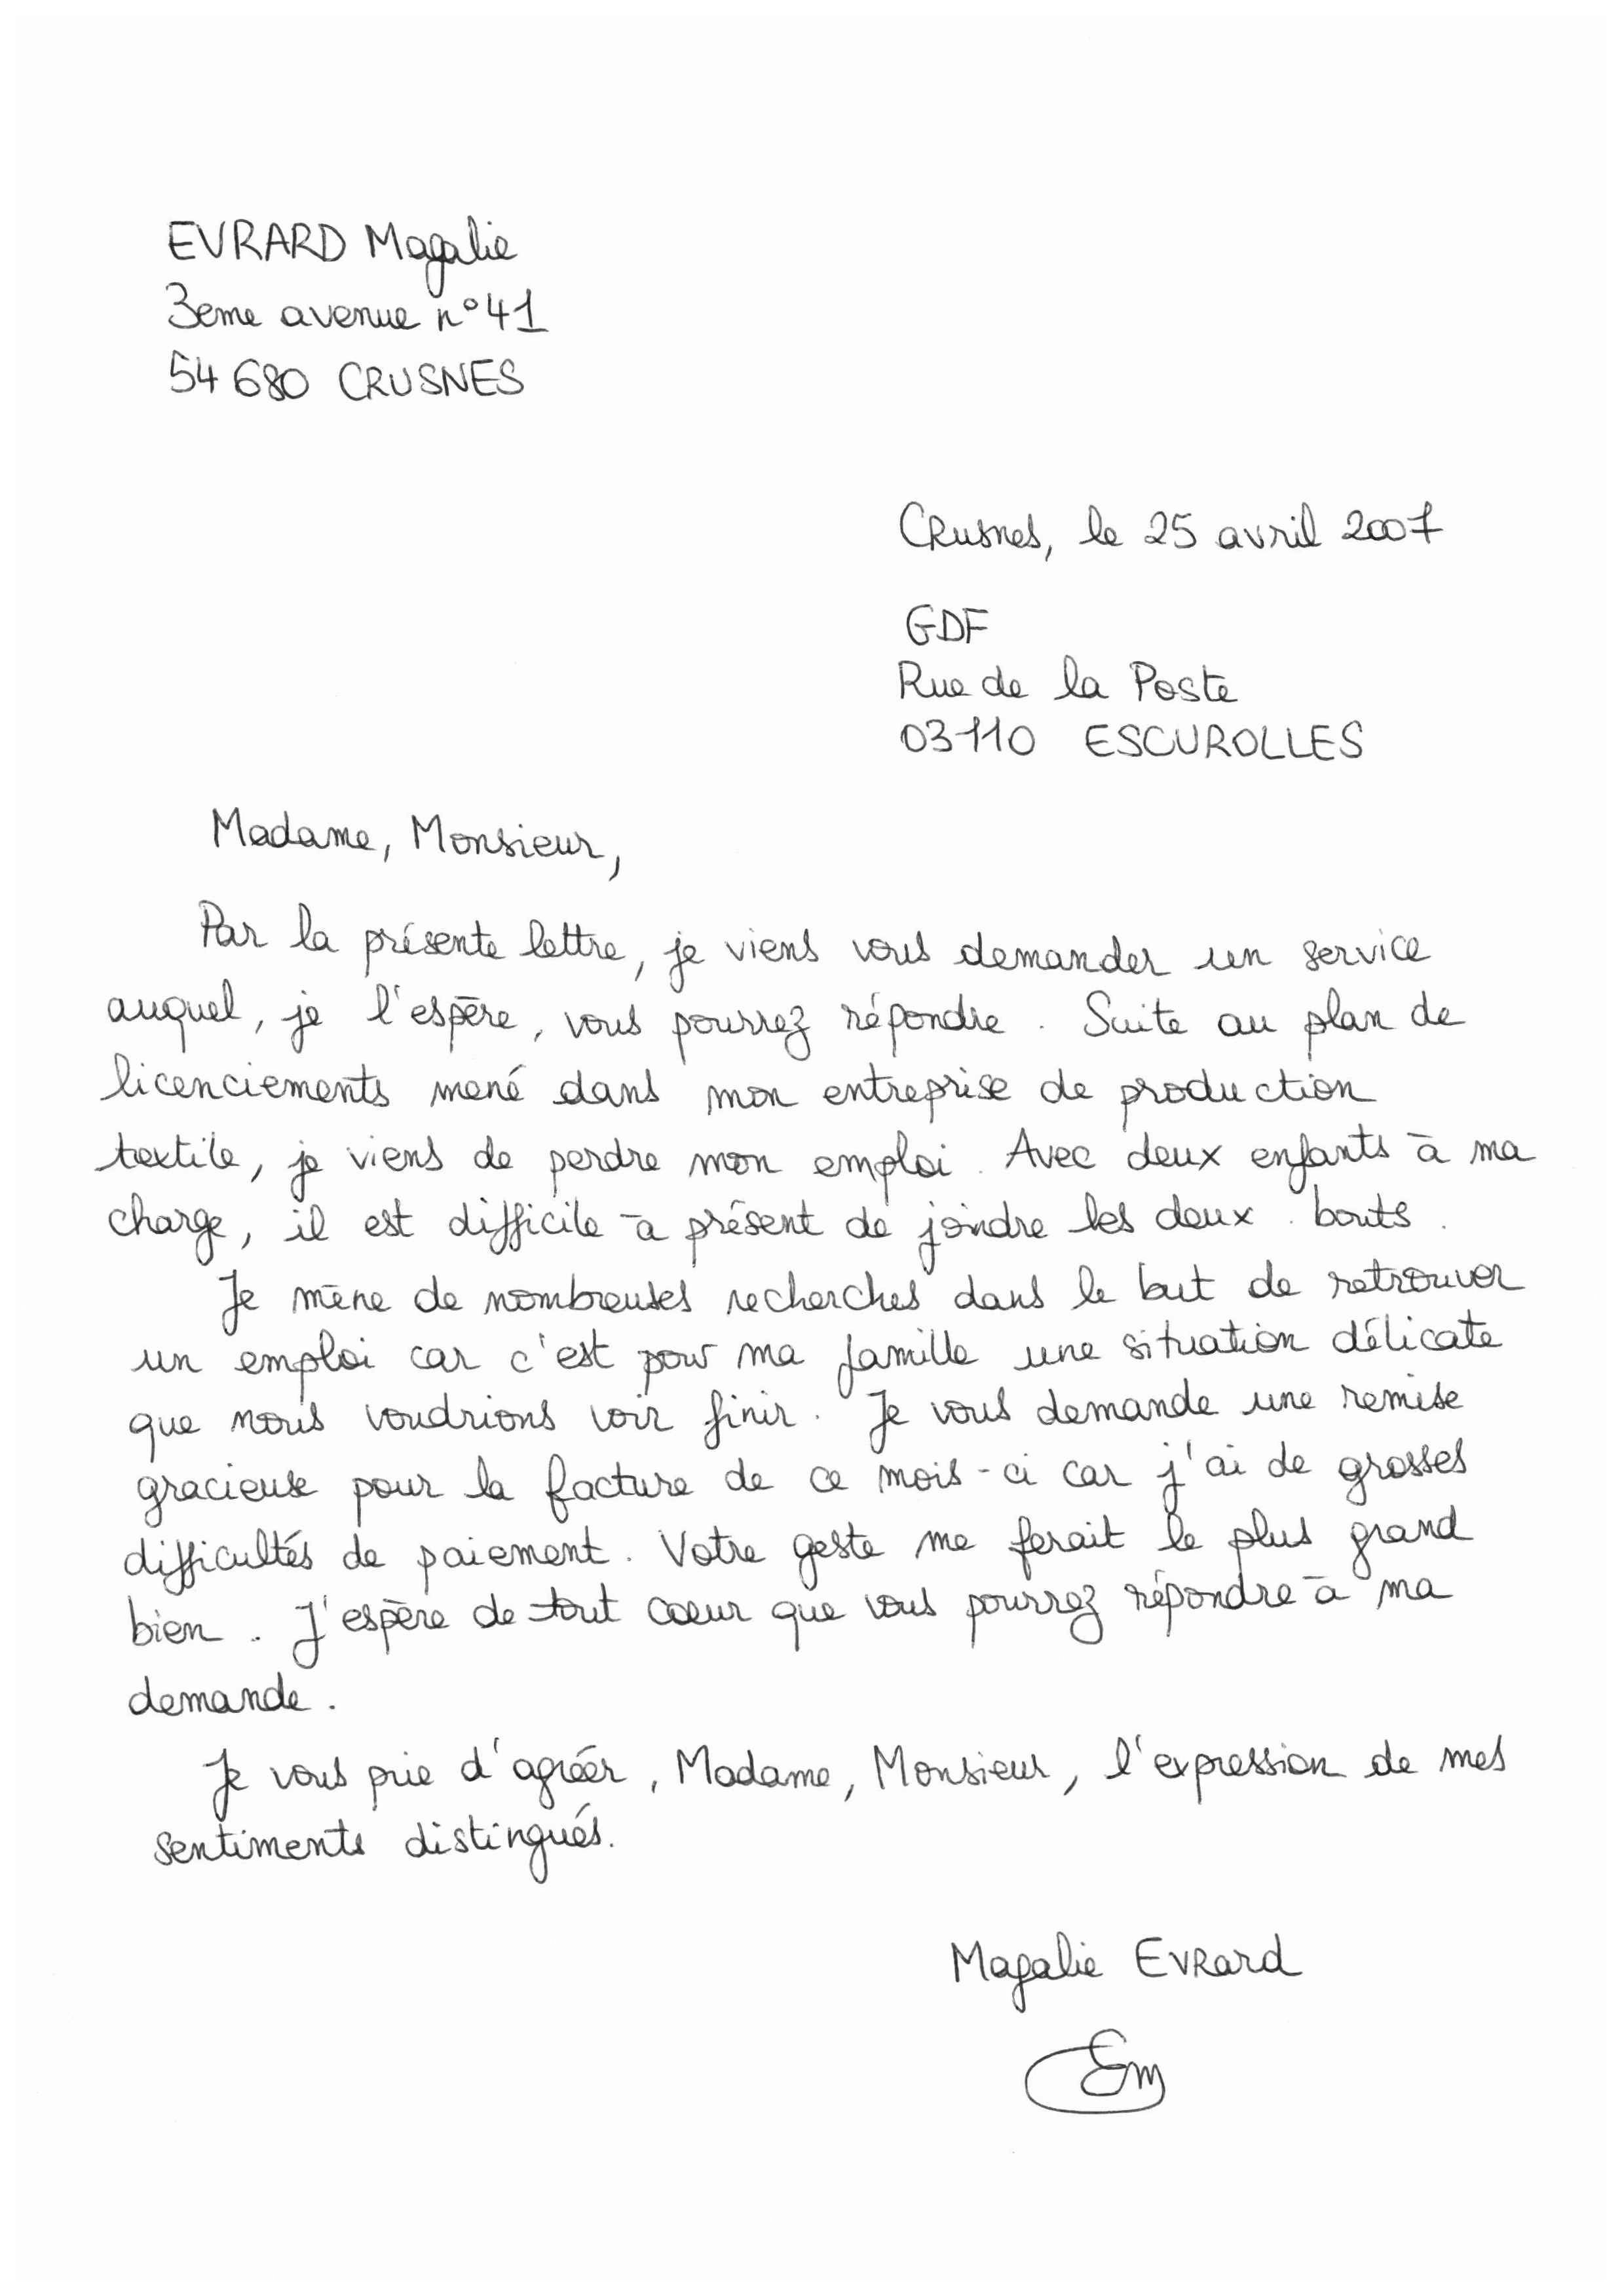 EVRARD Magalie
3eme avenue n°41
54 680 CRUSNES
Crusnes, le 25 avril 2007
GDF
Rue de la Poste
03110 ESCUROLLES
Madame, Monsieur,
Par la présente lettre, je viens vous demander un service
auquel, je l'espère, vous pourrez répondre. Suite au plan de
licenciements mené dans mon entreprise de production
textile, je viens de perdre mon emploi. Avec deux enfants à ma
charge, il est difficile à présent de joindre les deux bouts.
Je mène de nombreuses recherches dans le but de retrouver
un emploi car c'est pour ma famille une situation délicate
que nous voudrions voir finir. Je vous demande une remise
gracieuse pour la facture de ce mois-ci car j'ai de grosses
difficultés de paiement. Votre geste me ferait le plus grand
bien. J'espère de tout coeur que vous pourrez répondre à ma
demande.
Je vous prie d'agréer, Madame, Monsieur, l'expression de mes
sentiments distingués.
Magalie Evrard
Em